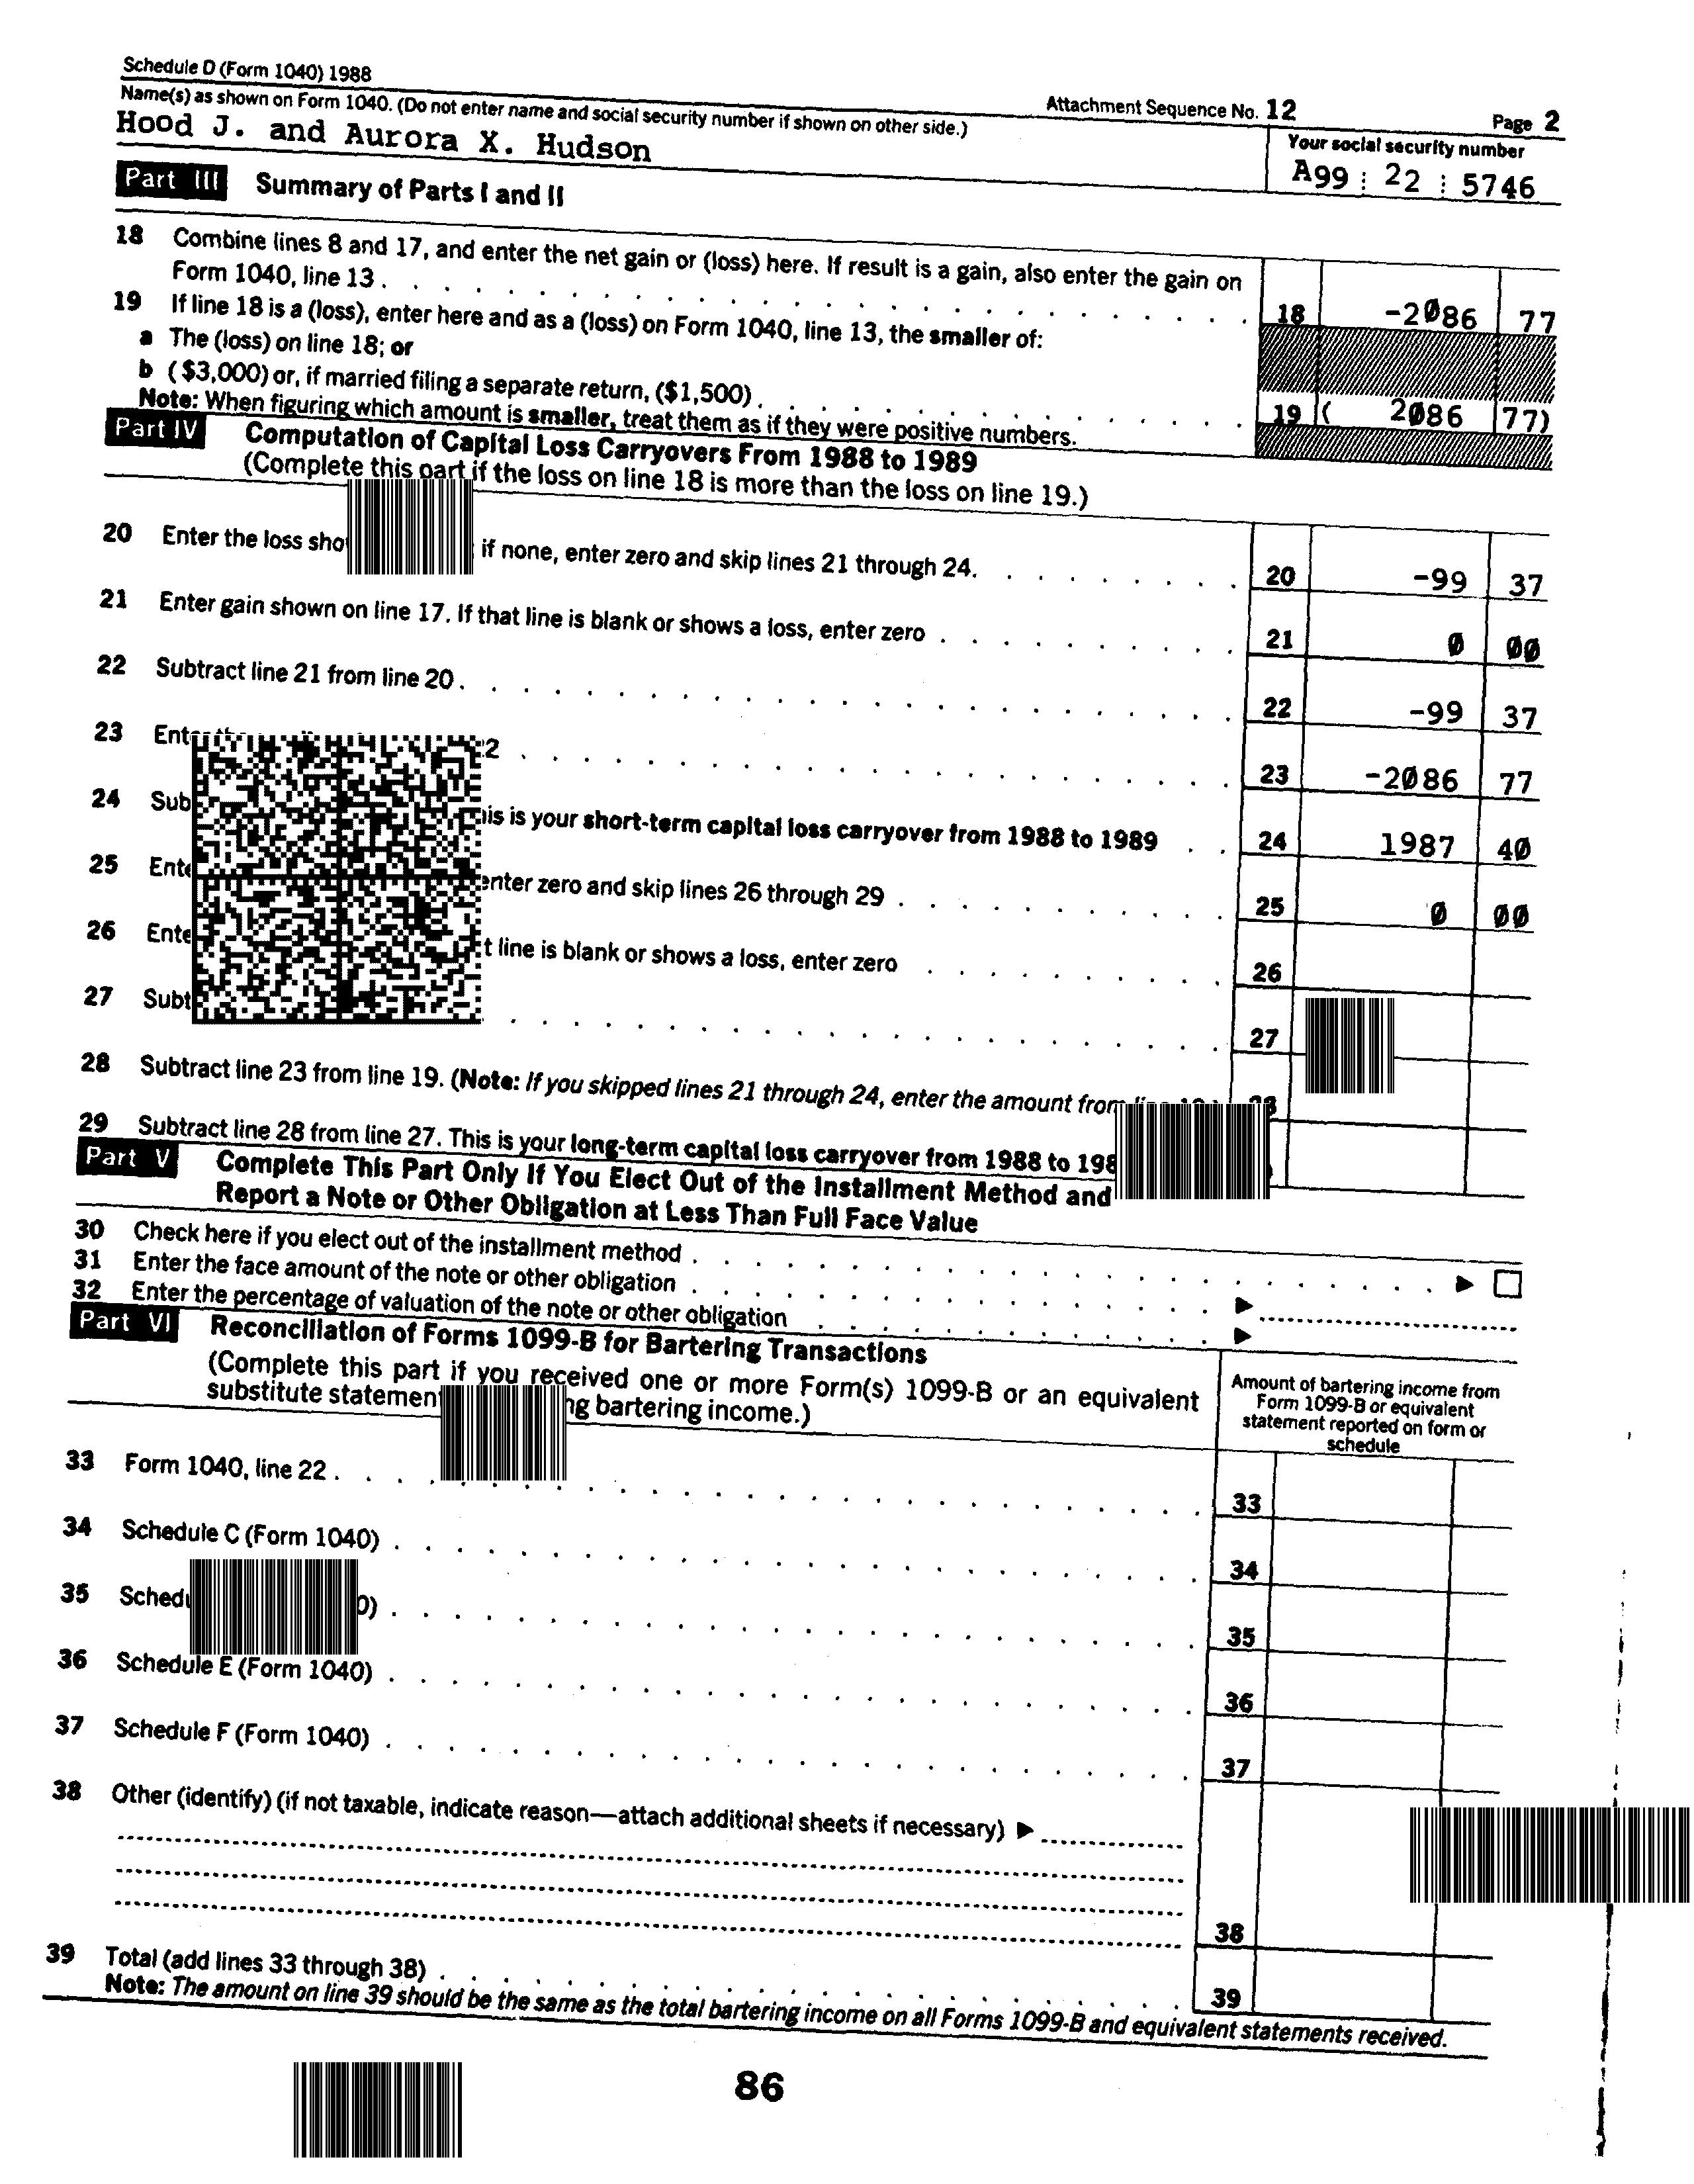 Schedule D (Form 1040) 1988
Attachment Sequence No. 12
Page 2
Name(s) as shown on Form 1040. (Do not enter name and social security number if shown on other side.)
Your social security number
Hood J. and Aurora X. Hudson
A99 22 5746
Part III Summary of Parts I and II
18 Combine lines 8 and 17, and enter the net gain or (loss) here. If result is a gain, also enter the gain on
Form 1040, line 13 . . . 18 -2086 77
19 If line 18 is a (loss), enter here and as a (loss) on Form 1040, line 13, the smaller of:
a The (loss) on line 18; or
b ($3,000) or, if married filing a separate return, ($1,500) . . . 19 ( 2086 77)
Note: When figuring which amount is smaller, treat them as if they were positive numbers.
Part IV Computation of Capital Loss Carryovers From 1988 to 1989
(Complete this part if the loss on line 18 is more than the loss on line 19.)
20 Enter the loss if none, enter zero and skip lines 21 through 24. . . . 20 -99 37
21 Enter gain shown on line 17. If that line is blank or shows a loss, enter zero . . . 21 0 00
22 Subtract line 21 from line 20 . . . 22 -99 37
23 . . . 23 -2086 77
24 is your short-term capital loss carryover from 1988 to 1989 . . 24 1987 40
25 enter zero and skip lines 26 through 29 . . . 25 0 00
26 line is blank or shows a loss, enter zero . . . 26
27 . . . 27
28 Subtract line 23 from line 19. (Note: If you skipped lines 21 through 24, enter the amount from
29 Subtract line 28 from line 27. This is your long-term capital loss carryover from 1988 to
Part V Complete This Part Only If You Elect Out of the Installment Method and
Report a Note or Other Obligation at Less Than Full Face Value
30 Check here if you elect out of the installment method . . . ▶ ☐
31 Enter the face amount of the note or other obligation . . . ▶
32 Enter the percentage of valuation of the note or other obligation . . . ▶
Part VI Reconciliation of Forms 1099-B for Bartering Transactions
(Complete this part if you received one or more Form(s) 1099-B or an equivalent
substitute bartering income.)
Amount of bartering income from
Form 1099-B or equivalent
statement reported on form or
schedule
33 Form 1040, line 22 . . . 33
34 Schedule C (Form 1040) . . . 34
35 . . . 35
36 Schedule E (Form 1040) . . . 36
37 Schedule F (Form 1040) . . . 37
38 Other (identify) (if not taxable, indicate reason—attach additional sheets if necessary) ▶
38
39 Total (add lines 33 through 38) . . . 39
Note: The amount on line 39 should be the same as the total bartering income on all Forms 1099-B and equivalent statements received.
86